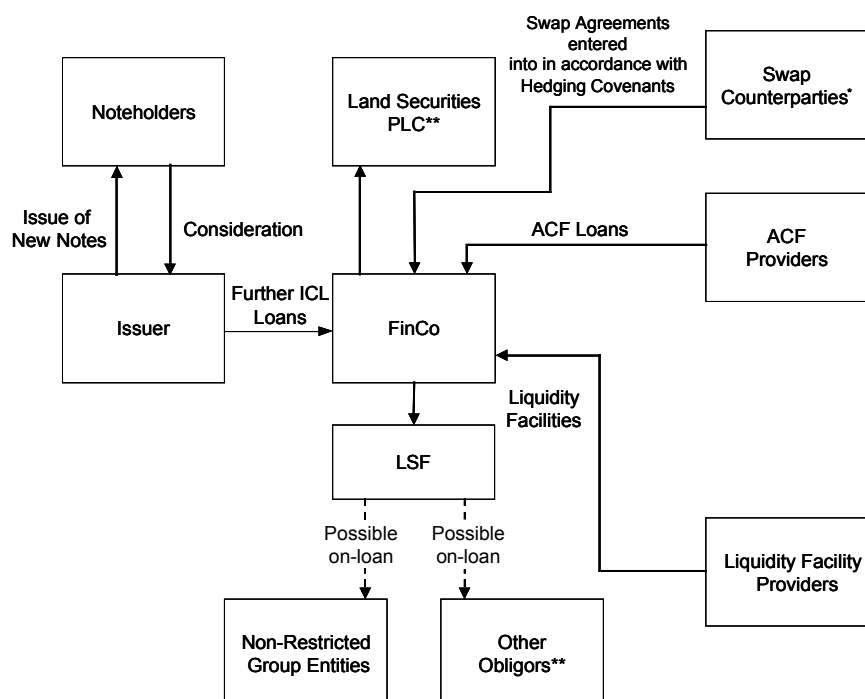 Swap Agreements
entered
into in accordance with
Hedging Covenants
Swap
Counterparties*
Noteholders
Land Securities
PLC**
Issue of
New Notes
Consideration
ACF Loans
ACF
Providers
Issuer
Further ICL
Loans
FinCo
Liquidity
Facilities
LSF
Possible
on-loan
Possible
on-loan
Liquidity Facility
Providers
Non-Restricted
Group Entities
Other
Obligors**